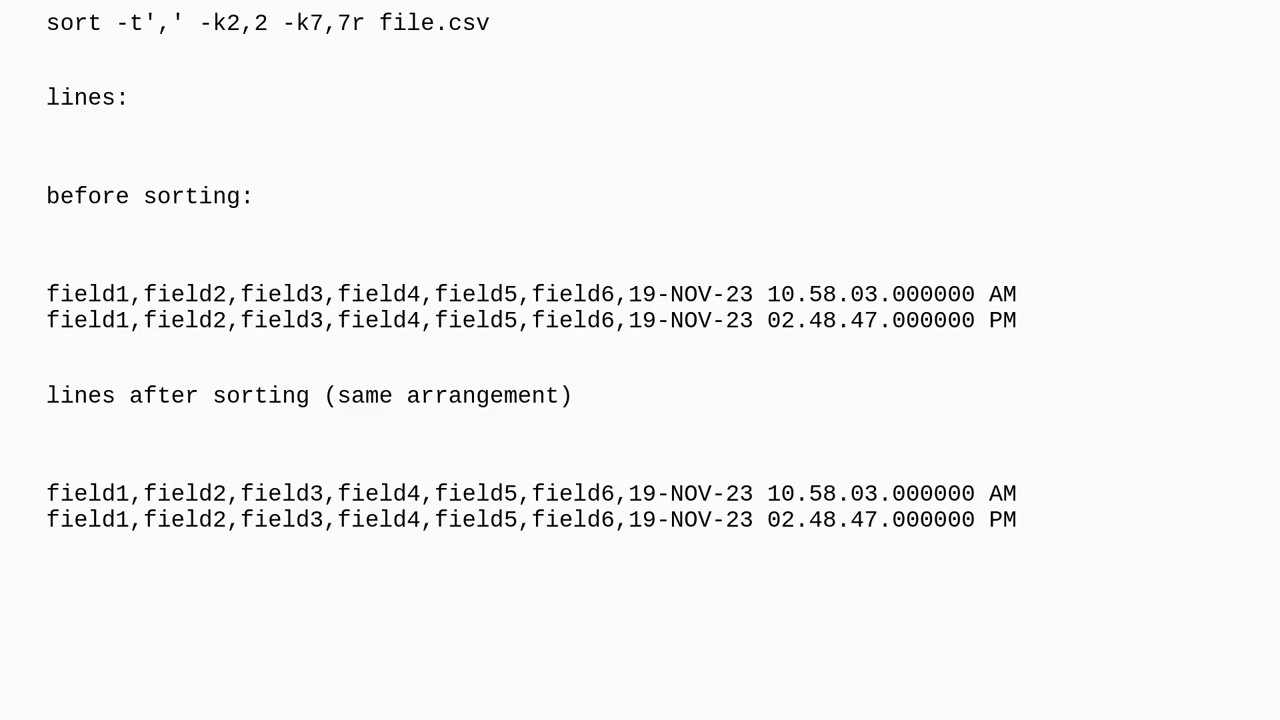 sort -t',' -k2,2 -k7,7r file.csv
lines:
before sorting:
field1,field2,field3,field4,field5,field6,19-NOV-23 10.58.03.000000 AM
field1,field2,field3,field4,field5,field6,19-NOV-23 02.48.47.000000 PM
lines after sorting (same arrangement)
field1,field2,field3,field4,field5,field6,19-NOV-23 10.58.03.000000 AM
field1,field2,field3,field4,field5,field6,19-NOV-23 02.48.47.000000 PM